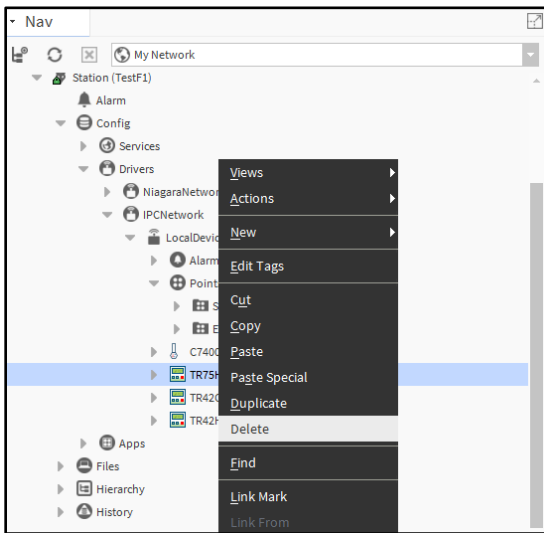 Nav
My Network
Station (TestF1)
Alarm
Config
Services
Drivers
NiagaraNetwor
IPCNetwork
LocalDevic
Alarm
Point
S
E
C7400
TR75H
TR42
TR42H
Apps
Files
Hierarchy
History
Views
Actions
New
Edit Tags
Cut
Copy
Paste
Paste Special
Duplicate
Delete
Find
Link Mark
Link From